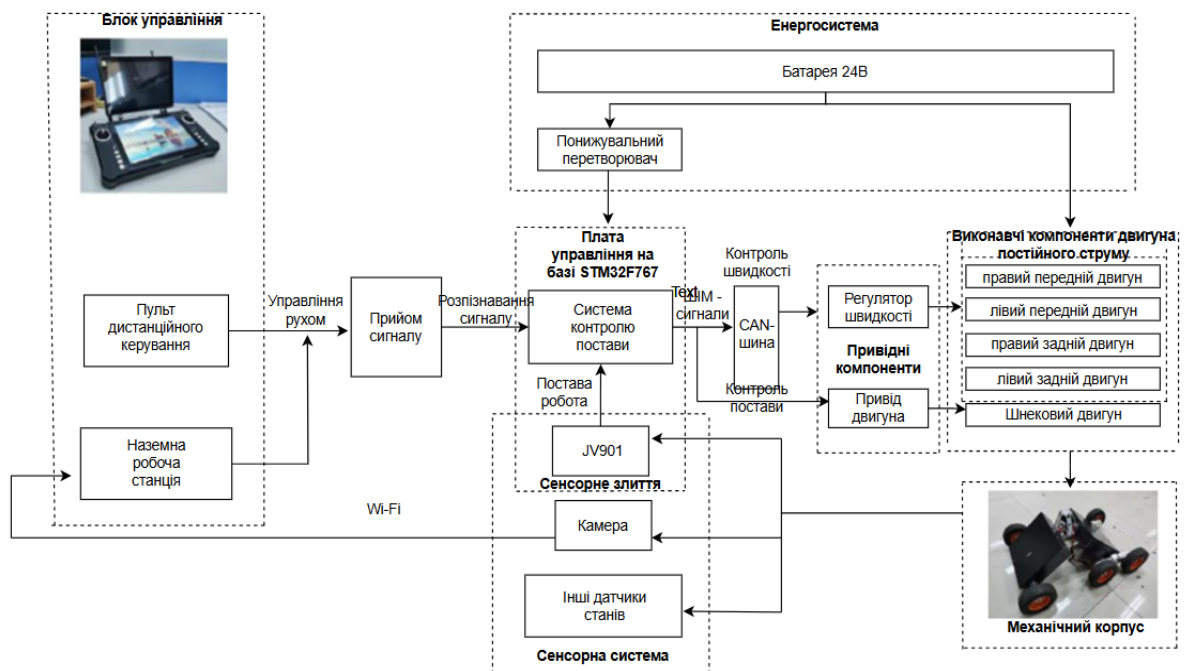 Блок управління
Енергосистема
Батарея 24В
Понижувальний
перетворювач
Плата
управління на
базі STM32F767
Виконавчі компоненти двигуна
постійного струму
Контроль
швидкості
правий передній двигун
лівий передній двигун
правий задній двигун
лівий задній двигун
Шнековий двигун
Пульт
дистанційного
керування
Управління
рухом
Прийом
сигналу
Розпізнавання
сигналу
Система
контролю
постави
Text
ШІМ -
сигнали
CAN-
шина
Регулятор
швидкості
Привідні
компоненти
Контроль
постави
Привід
двигуна
Постава
робота
Наземна
робоча
станція
JV901
Сенсорне злиття
Wi-Fi
Камера
Інші датчики
станів
Сенсорна система
Механічний корпус